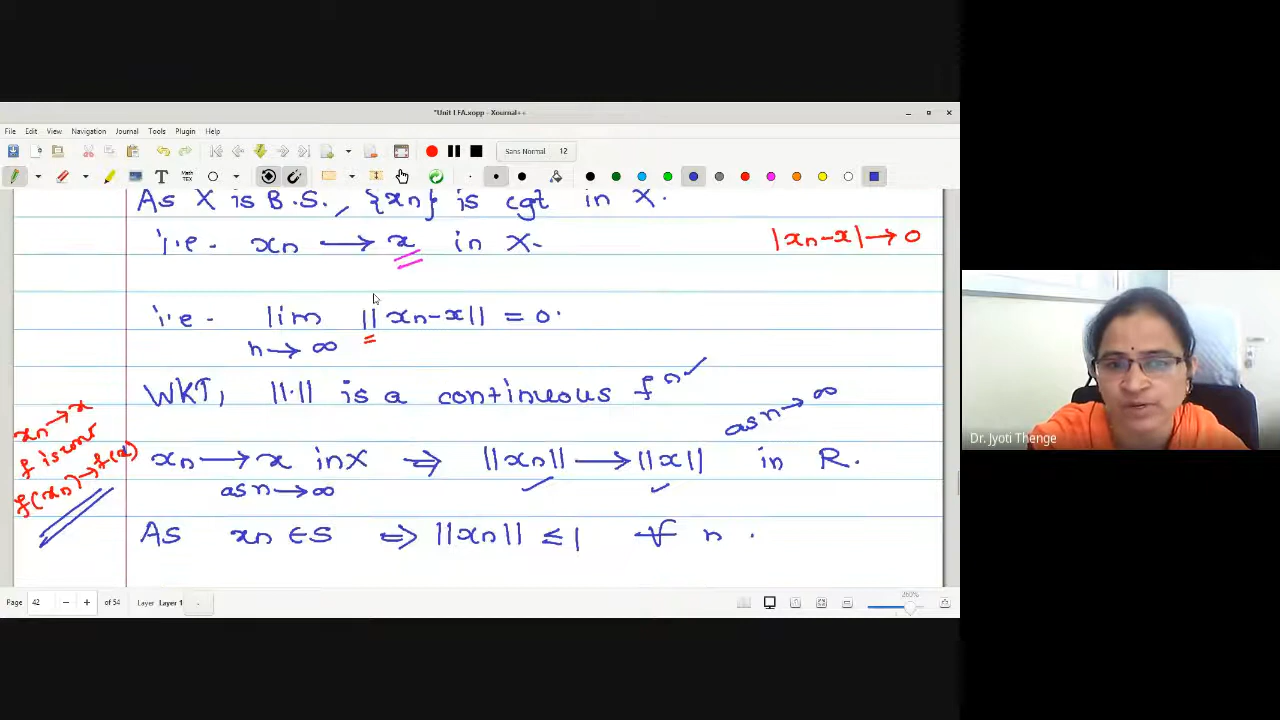 *Unit I FA.xopp - Xournal++
File Edit View Navigation Journal Tools Plugin Help
Sans Normal 12
As X is B.S., {xn} is cgt in X.
i.e. xn → x in X.
|xn-x| → 0
i.e. lim ||xn-x|| = 0.
n → ∞
WKT, ||·|| is a continuous fn ✓
xn → x
f is cont
f(xn) → f(x)
as n → ∞
xn → x in X ⇒ ||xn|| → ||x|| in R.
as n → ∞
As xn ∈ S ⇔ ||xn|| ≤ 1 ∀ n.
Dr. Jyoti Thenge
Page 42 of 54 Layer Layer 1